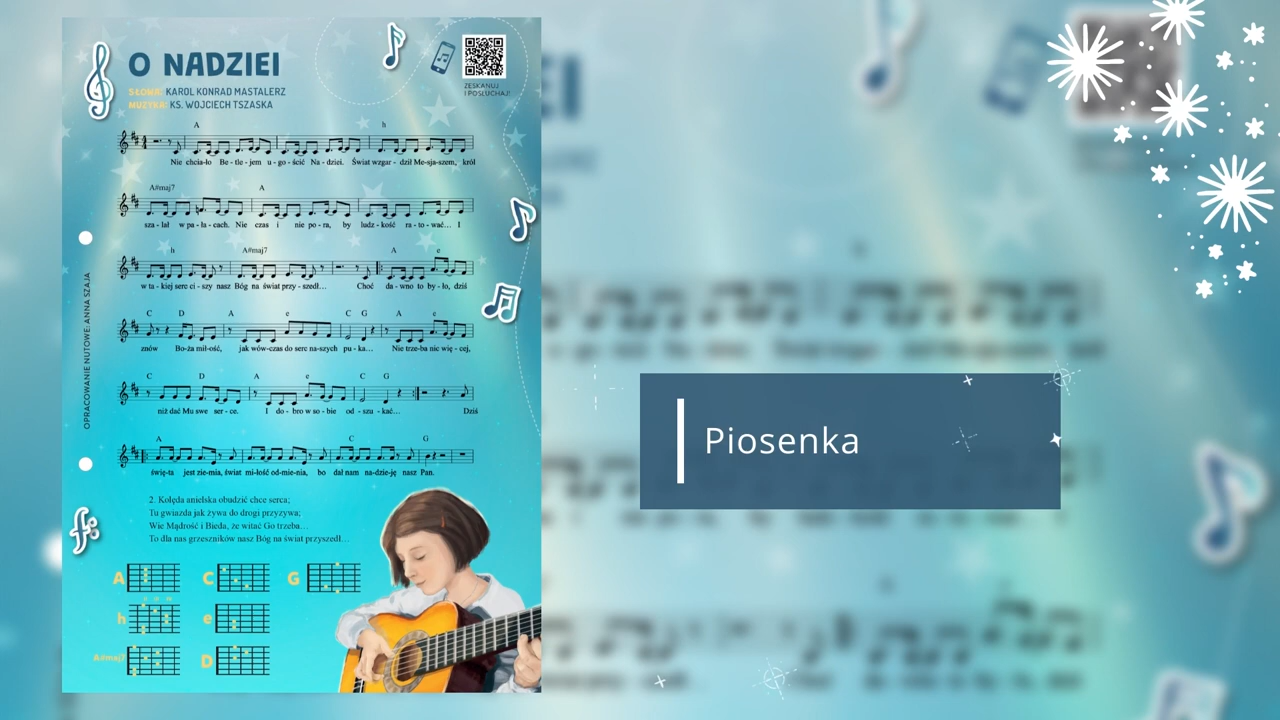 O NADZIEI
SŁOWA: KAROL KONRAD MASTALERZ
MUZYKA: KS. WOJCIECH TSZASKA
ZESKANUJ
I POSŁUCHAJ!
A h
Nie chcia-ło Be - tle - jem u - go - ścić Na - dziei. Świat wzgar - dził Me-sja-szem, król
A#maj7 A
sza - lał w pa - ła - cach. Nie czas i nie po - ra, by ludz - kość ra - to - wać... I
h A#maj7 A e
w ta - kiej serc ci - szy nasz Bóg na świat przy - szedł... Choć da - wno to by - ło, dziś
C D A e C G A e
znów Bo-ża mi-łość, jak wów-czas do serc na-szych pu - ka... Nie trze-ba nic wię - cej,
C D A e C G
niż dać Mu swe ser - ce. I do - bro w so - bie od - szu - kać... Dziś
A C G
świę-ta jest zie-mia, świat mi-łość od-mie-nia, bo dał nam na-dzie-ję nasz Pan.
2. Kolęda anielska obudzić chce serca;
Tu gwiazda jak żywa do drogi przyzywa;
Wie Mądrość i Bieda, że witać Go trzeba...
To dla nas grzeszników nasz Bóg na świat przyszedł...
A C G
h e
A#maj7 D
OPRACOWANIE NUTOWE: ANNA SZAJA
Piosenka